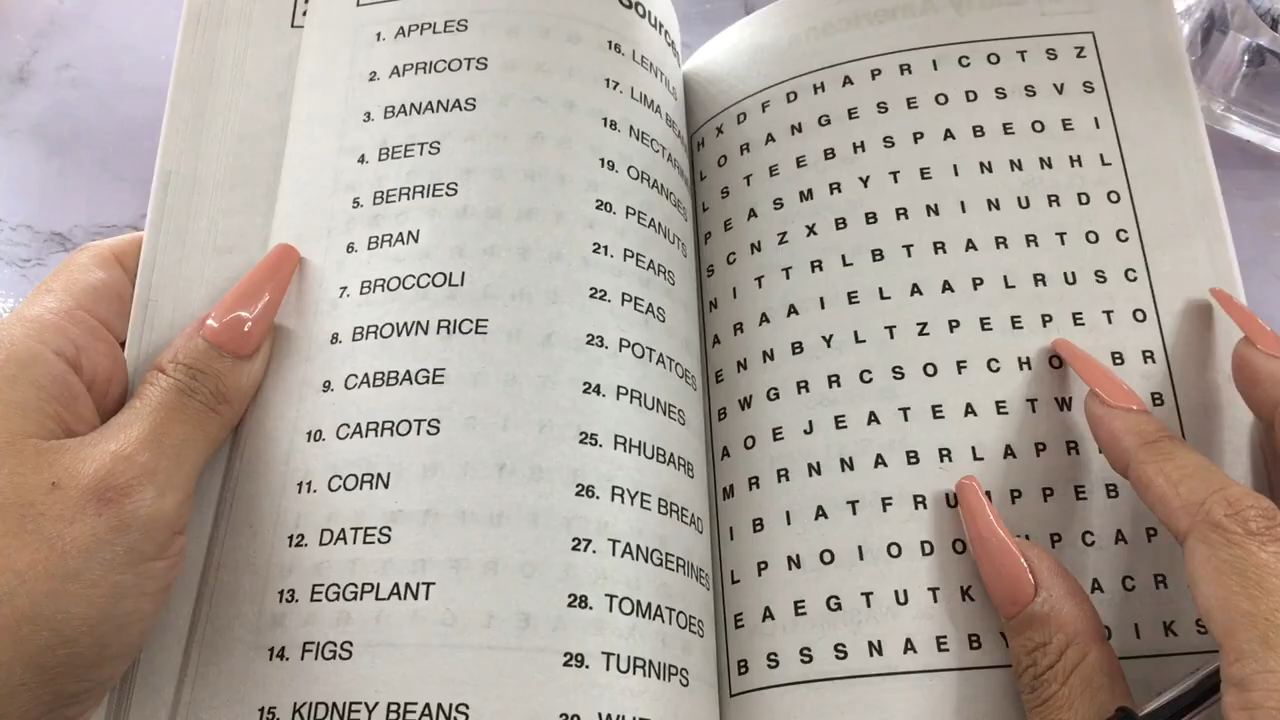 1. APPLES
2. APRICOTS
3. BANANAS
4. BEETS
5. BERRIES
6. BRAN
7. BROCCOLI
8. BROWN RICE
9. CABBAGE
10. CARROTS
11. CORN
12. DATES
13. EGGPLANT
14. FIGS
15. KIDNEY BEANS
16. LENTILS
17. LIMA
18.
19. ORANGES
20. PEANUTS
21. PEARS
22. PEAS
23. POTATOES
24. PRUNES
25. RHUBARB
26. RYE BREAD
27. TANGERINES
28. TOMATOES
29. TURNIPS
30.
H X D F D H A P R I C O T S Z
L O R A N G E S E O D S S V S
L S T E E B H S P A B E O E I
P E A S M R Y T E I N N N H L
S C N Z X B B R N I N U R D O
N I T T R L B T R A R R T O C
A R A A I E L A A P L R U S C
E N N B Y L T Z P E E P E T O
B W G R R C S O F C H O B R
A O E J E A T E A E T W B
M R R N N A B R L A P R
I B I A T F R U P P E B
L P N O I O D O P C A P
E A E G T U T K A C R
B S S S N A E B Y I K S